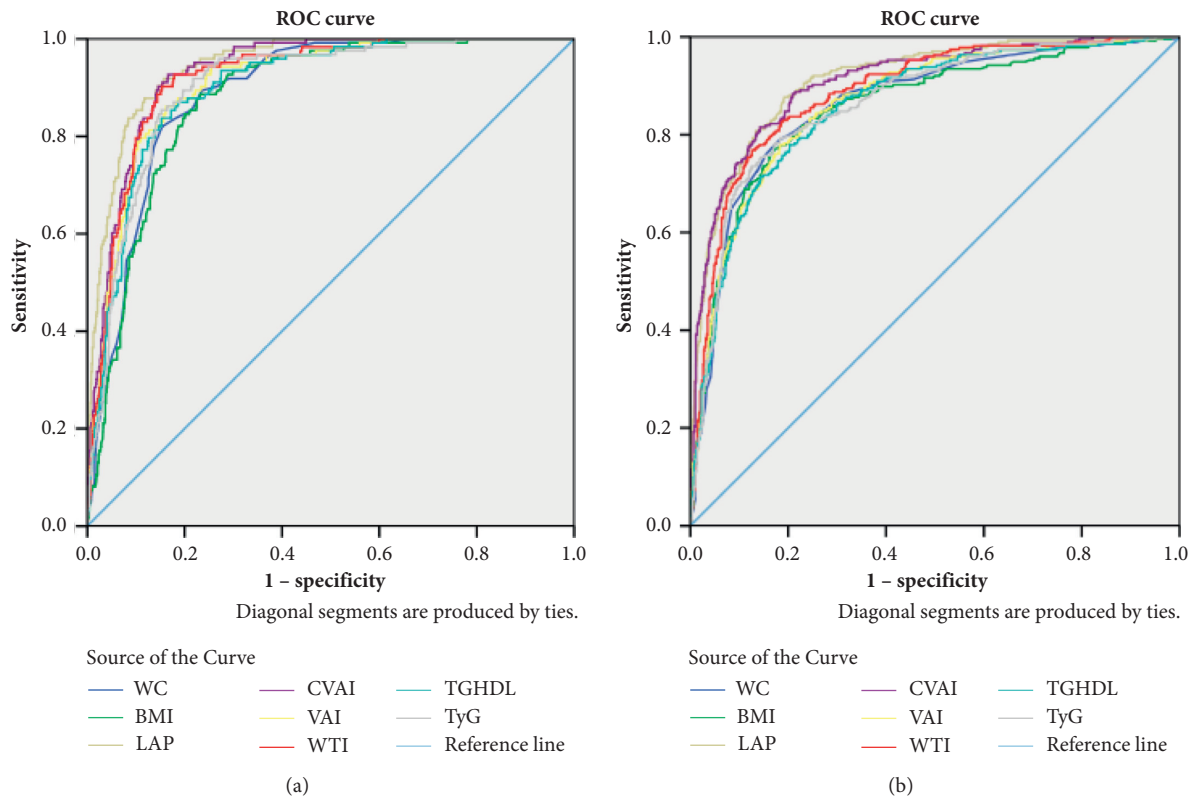 ROC curve
1.0
0.8
0.6
0.4
0.2
0.0
Sensitivity
0.0 0.2 0.4 0.6 0.8 1.0
1 – specificity
Diagonal segments are produced by ties.
Source of the Curve
WC CVAI TGHDL
BMI VAI TyG
LAP WTI Reference line
(a)
ROC curve
1.0
0.8
0.6
0.4
0.2
0.0
Sensitivity
0.0 0.2 0.4 0.6 0.8 1.0
1 – specificity
Diagonal segments are produced by ties.
Source of the Curve
WC CVAI TGHDL
BMI VAI TyG
LAP WTI Reference line
(b)